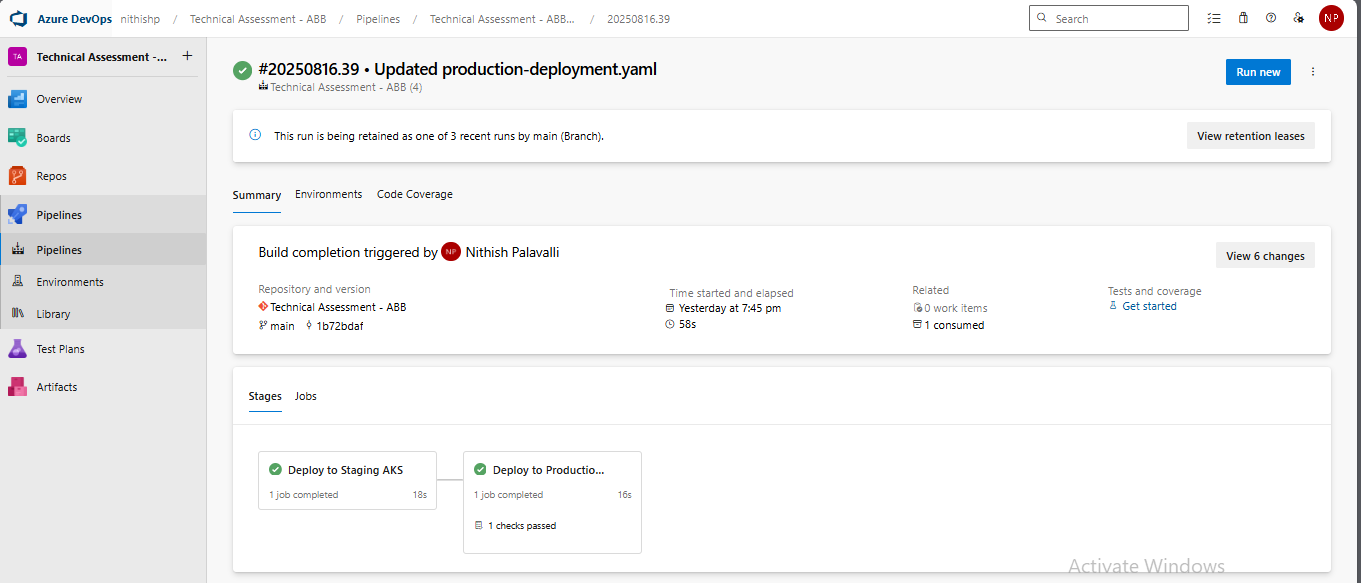 Azure DevOps nithishp / Technical Assessment - ABB / Pipelines / Technical Assessment - ABB... / 20250816.39
Search
NP
TA Technical Assessment -... +
Overview
Boards
Repos
Pipelines
Pipelines
Environments
Library
Test Plans
Artifacts
#20250816.39 • Updated production-deployment.yaml
Technical Assessment - ABB (4)
Run new
This run is being retained as one of 3 recent runs by main (Branch).
View retention leases
Summary Environments Code Coverage
Build completion triggered by NP Nithish Palavalli
View 6 changes
Repository and version
Technical Assessment - ABB
main 1b72bdaf
Time started and elapsed
Yesterday at 7:45 pm
58s
Related
0 work items
1 consumed
Tests and coverage
Get started
Stages Jobs
Deploy to Staging AKS
1 job completed 18s
Deploy to Productio...
1 job completed 16s
1 checks passed
Activate Windows